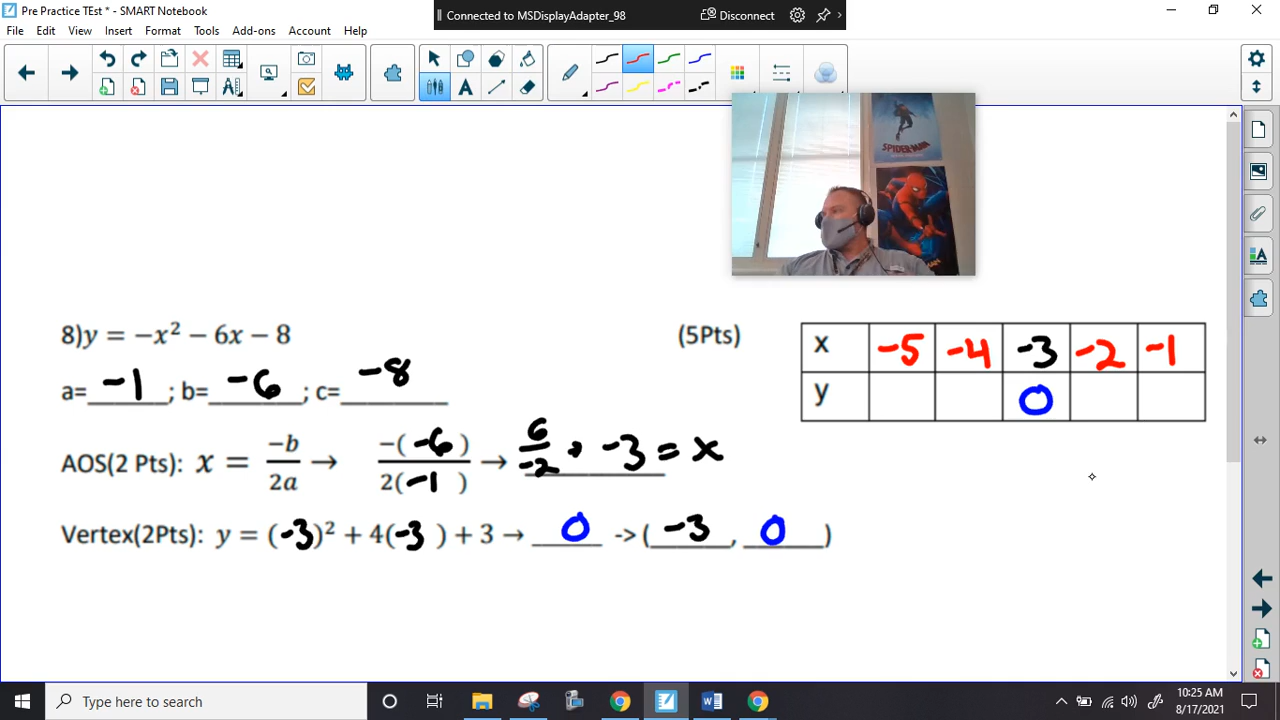 Pre Practice TEst * - SMART Notebook
Connected to MSDisplayAdapter_98 Disconnect
File Edit View Insert Format Tools Add-ons Account Help
SPIDER-MAN
8)y = −x² − 6x − 8 (5Pts)
x -5 -4 -3 -2 -1
y 0
a= -1 ; b= -6 ; c= -8
AOS(2 Pts): x = −b/2a → −(-6)/2(-1) → 6/-2 → -3 = x
Vertex(2Pts): y = (-3)² + 4(-3) + 3 → 0 -> (-3, 0)
Type here to search
10:25 AM
8/17/2021